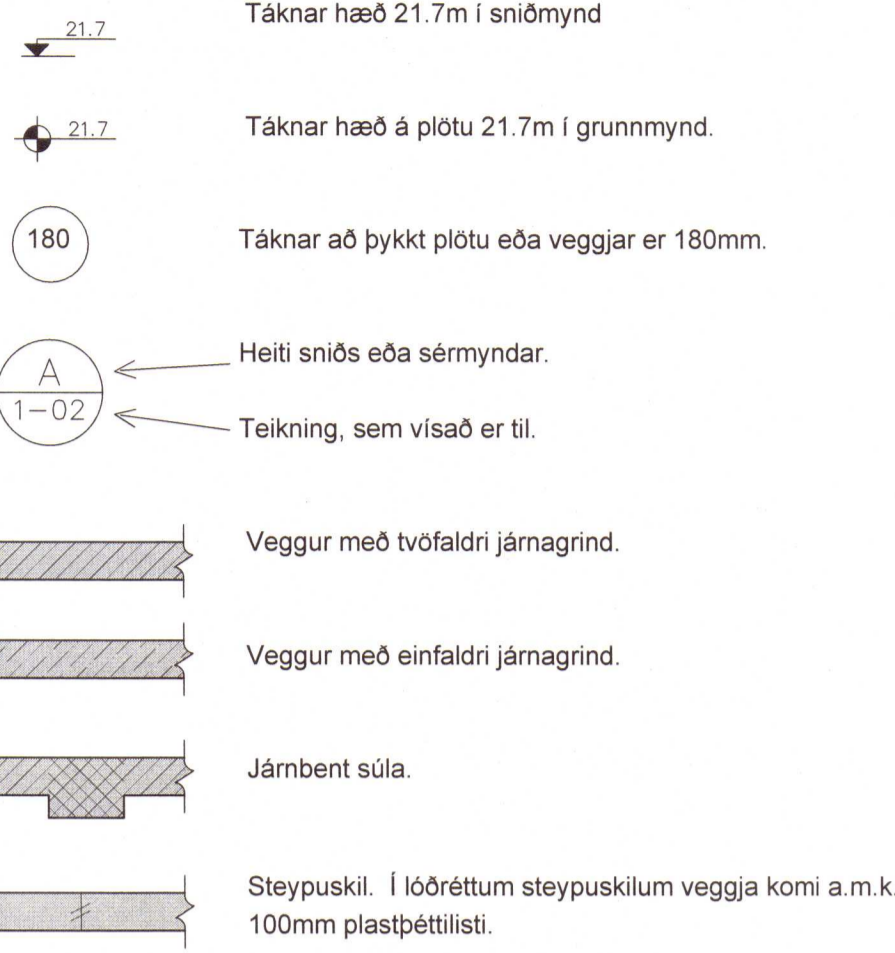 21.7 Táknar hæð 21.7m í sniðmynd
21.7 Táknar hæð á plötu 21.7m í grunnmynd.
180 Táknar að þykkt plötu eða veggjar er 180mm.
A Heiti sniðs eða sérmyndar.
1-02 Teikning, sem vísað er til.
Veggur með tvöfaldri járnagrind.
Veggur með einfaldri járnagrind.
Járnbent súla.
Steypuskil. Í lóðréttum steypuskilum veggja komi a.m.k.
100mm plastþéttilisti.